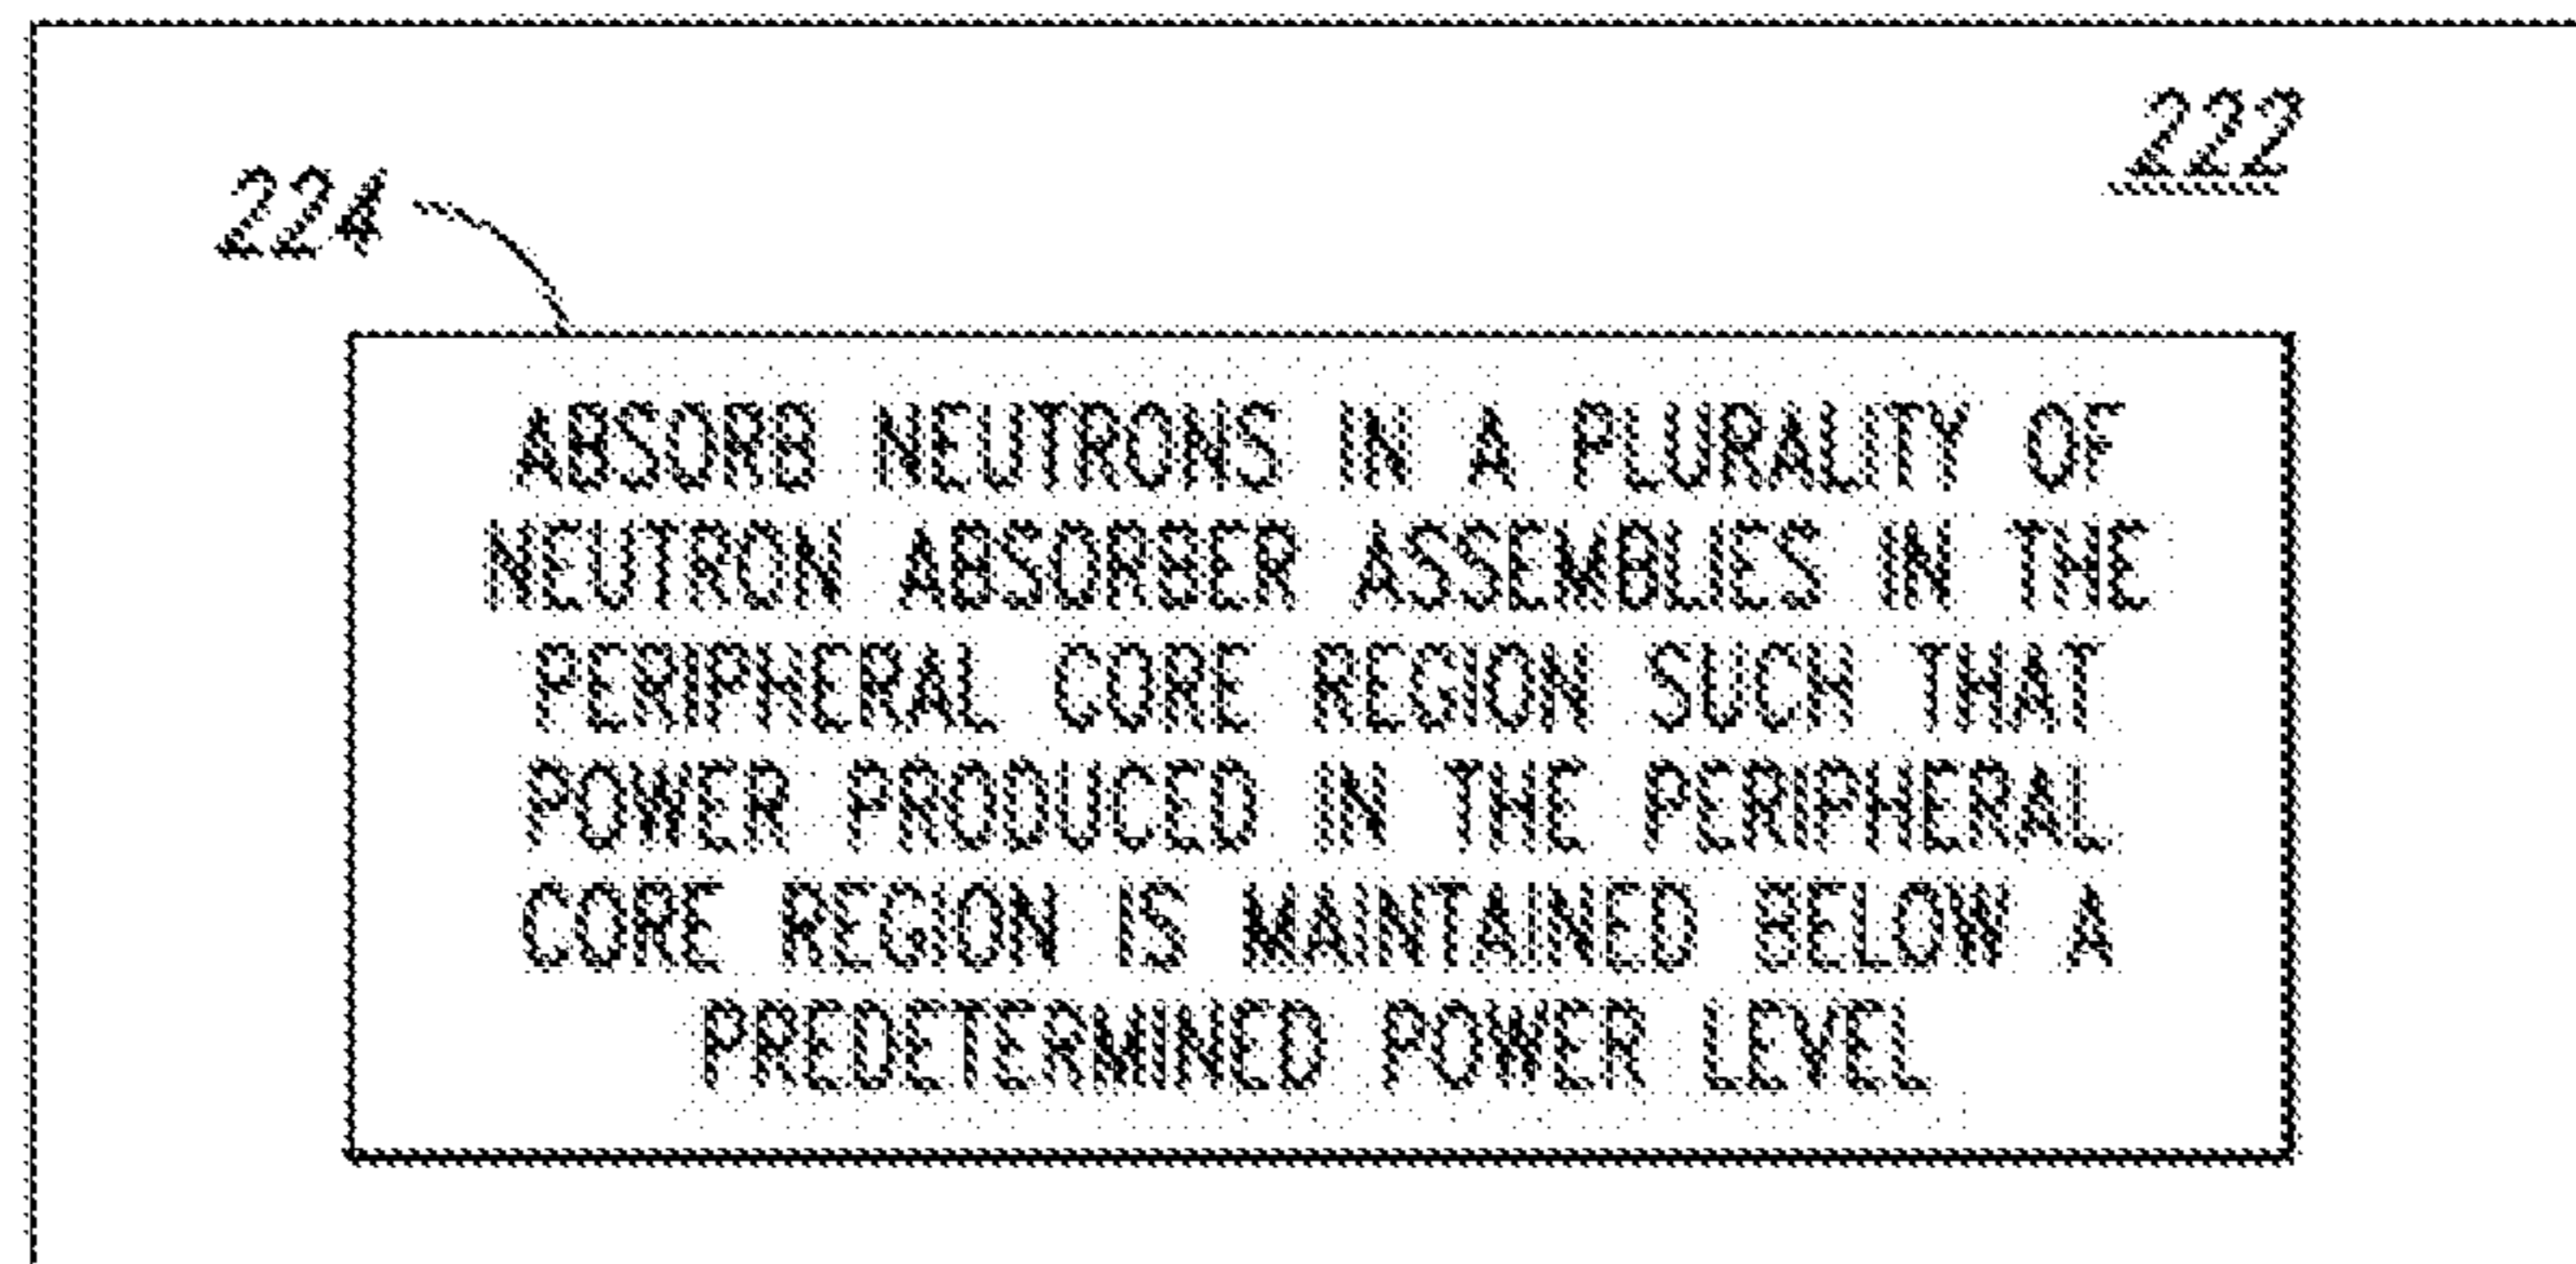 222
224
ABSORB NEUTRONS IN A PLURALITY OF
NEUTRON ABSORBER ASSEMBLIES IN THE
PERIPHERAL CORE REGION SUCH THAT
POWER PRODUCED IN THE PERIPHERAL
CORE REGION IS MAINTAINED BELOW A
PREDETERMINED POWER LEVEL